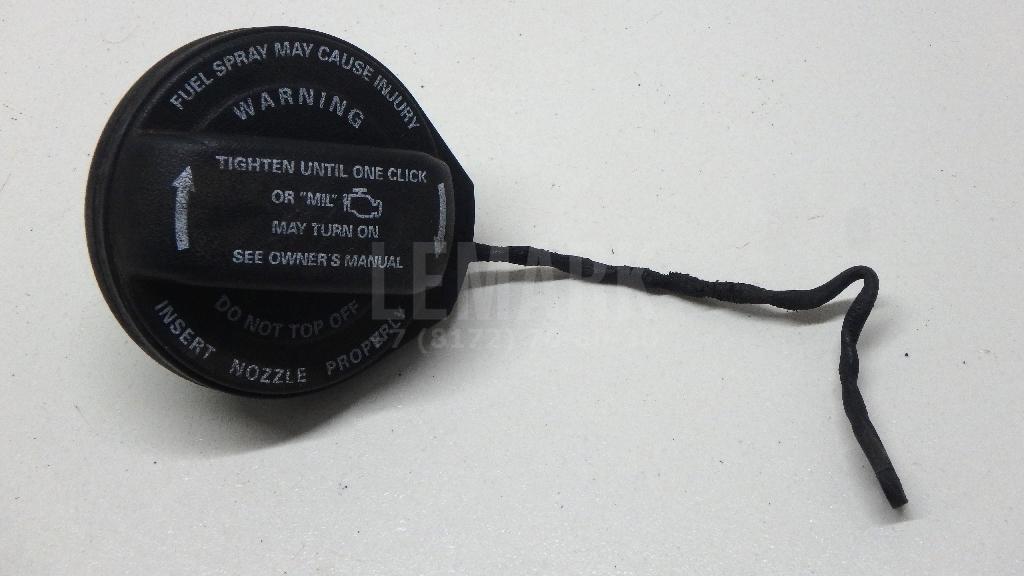 FUEL SPRAY MAY CAUSE INJURY
WARNING
TIGHTEN UNTIL ONE CLICK
OR "MIL"
MAY TURN ON
SEE OWNER'S MANUAL
DO NOT TOP OFF
INSERT NOZZLE PROPERLY
LEMARK